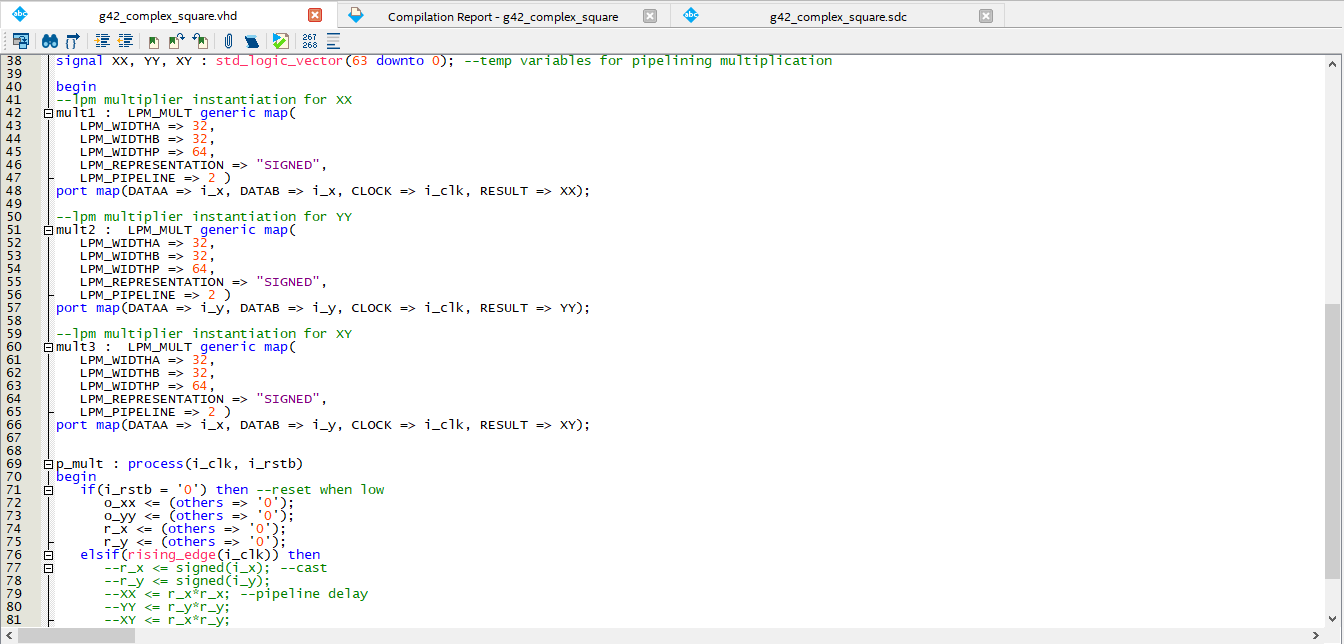 g42_complex_square.vhd
Compilation Report - g42_complex_square
g42_complex_square.sdc
267
268
38 signal XX, YY, XY : std_logic_vector(63 downto 0); --temp variables for pipelining multiplication
39
40 begin
41 --lpm multiplier instantiation for XX
42 mult1 :  LPM_MULT generic map(
43    LPM_WIDTHA => 32,
44    LPM_WIDTHB => 32,
45    LPM_WIDTHP => 64,
46    LPM_REPRESENTATION => "SIGNED",
47    LPM_PIPELINE => 2 )
48 port map(DATAA => i_x, DATAB => i_x, CLOCK => i_clk, RESULT => XX);
49
50 --lpm multiplier instantiation for YY
51 mult2 :  LPM_MULT generic map(
52    LPM_WIDTHA => 32,
53    LPM_WIDTHB => 32,
54    LPM_WIDTHP => 64,
55    LPM_REPRESENTATION => "SIGNED",
56    LPM_PIPELINE => 2 )
57 port map(DATAA => i_y, DATAB => i_y, CLOCK => i_clk, RESULT => YY);
58
59 --lpm multiplier instantiation for XY
60 mult3 :  LPM_MULT generic map(
61    LPM_WIDTHA => 32,
62    LPM_WIDTHB => 32,
63    LPM_WIDTHP => 64,
64    LPM_REPRESENTATION => "SIGNED",
65    LPM_PIPELINE => 2 )
66 port map(DATAA => i_x, DATAB => i_y, CLOCK => i_clk, RESULT => XY);
67
68
69 p_mult : process(i_clk, i_rstb)
70 begin
71    if(i_rstb = '0') then --reset when low
72       o_xx <= (others => '0');
73       o_yy <= (others => '0');
74       r_x <= (others => '0');
75       r_y <= (others => '0');
76    elsif(rising_edge(i_clk)) then
77       --r_x <= signed(i_x); --cast
78       --r_y <= signed(i_y);
79       --XX <= r_x*r_x; --pipeline delay
80       --YY <= r_y*r_y;
81       --XY <= r_x*r_y;